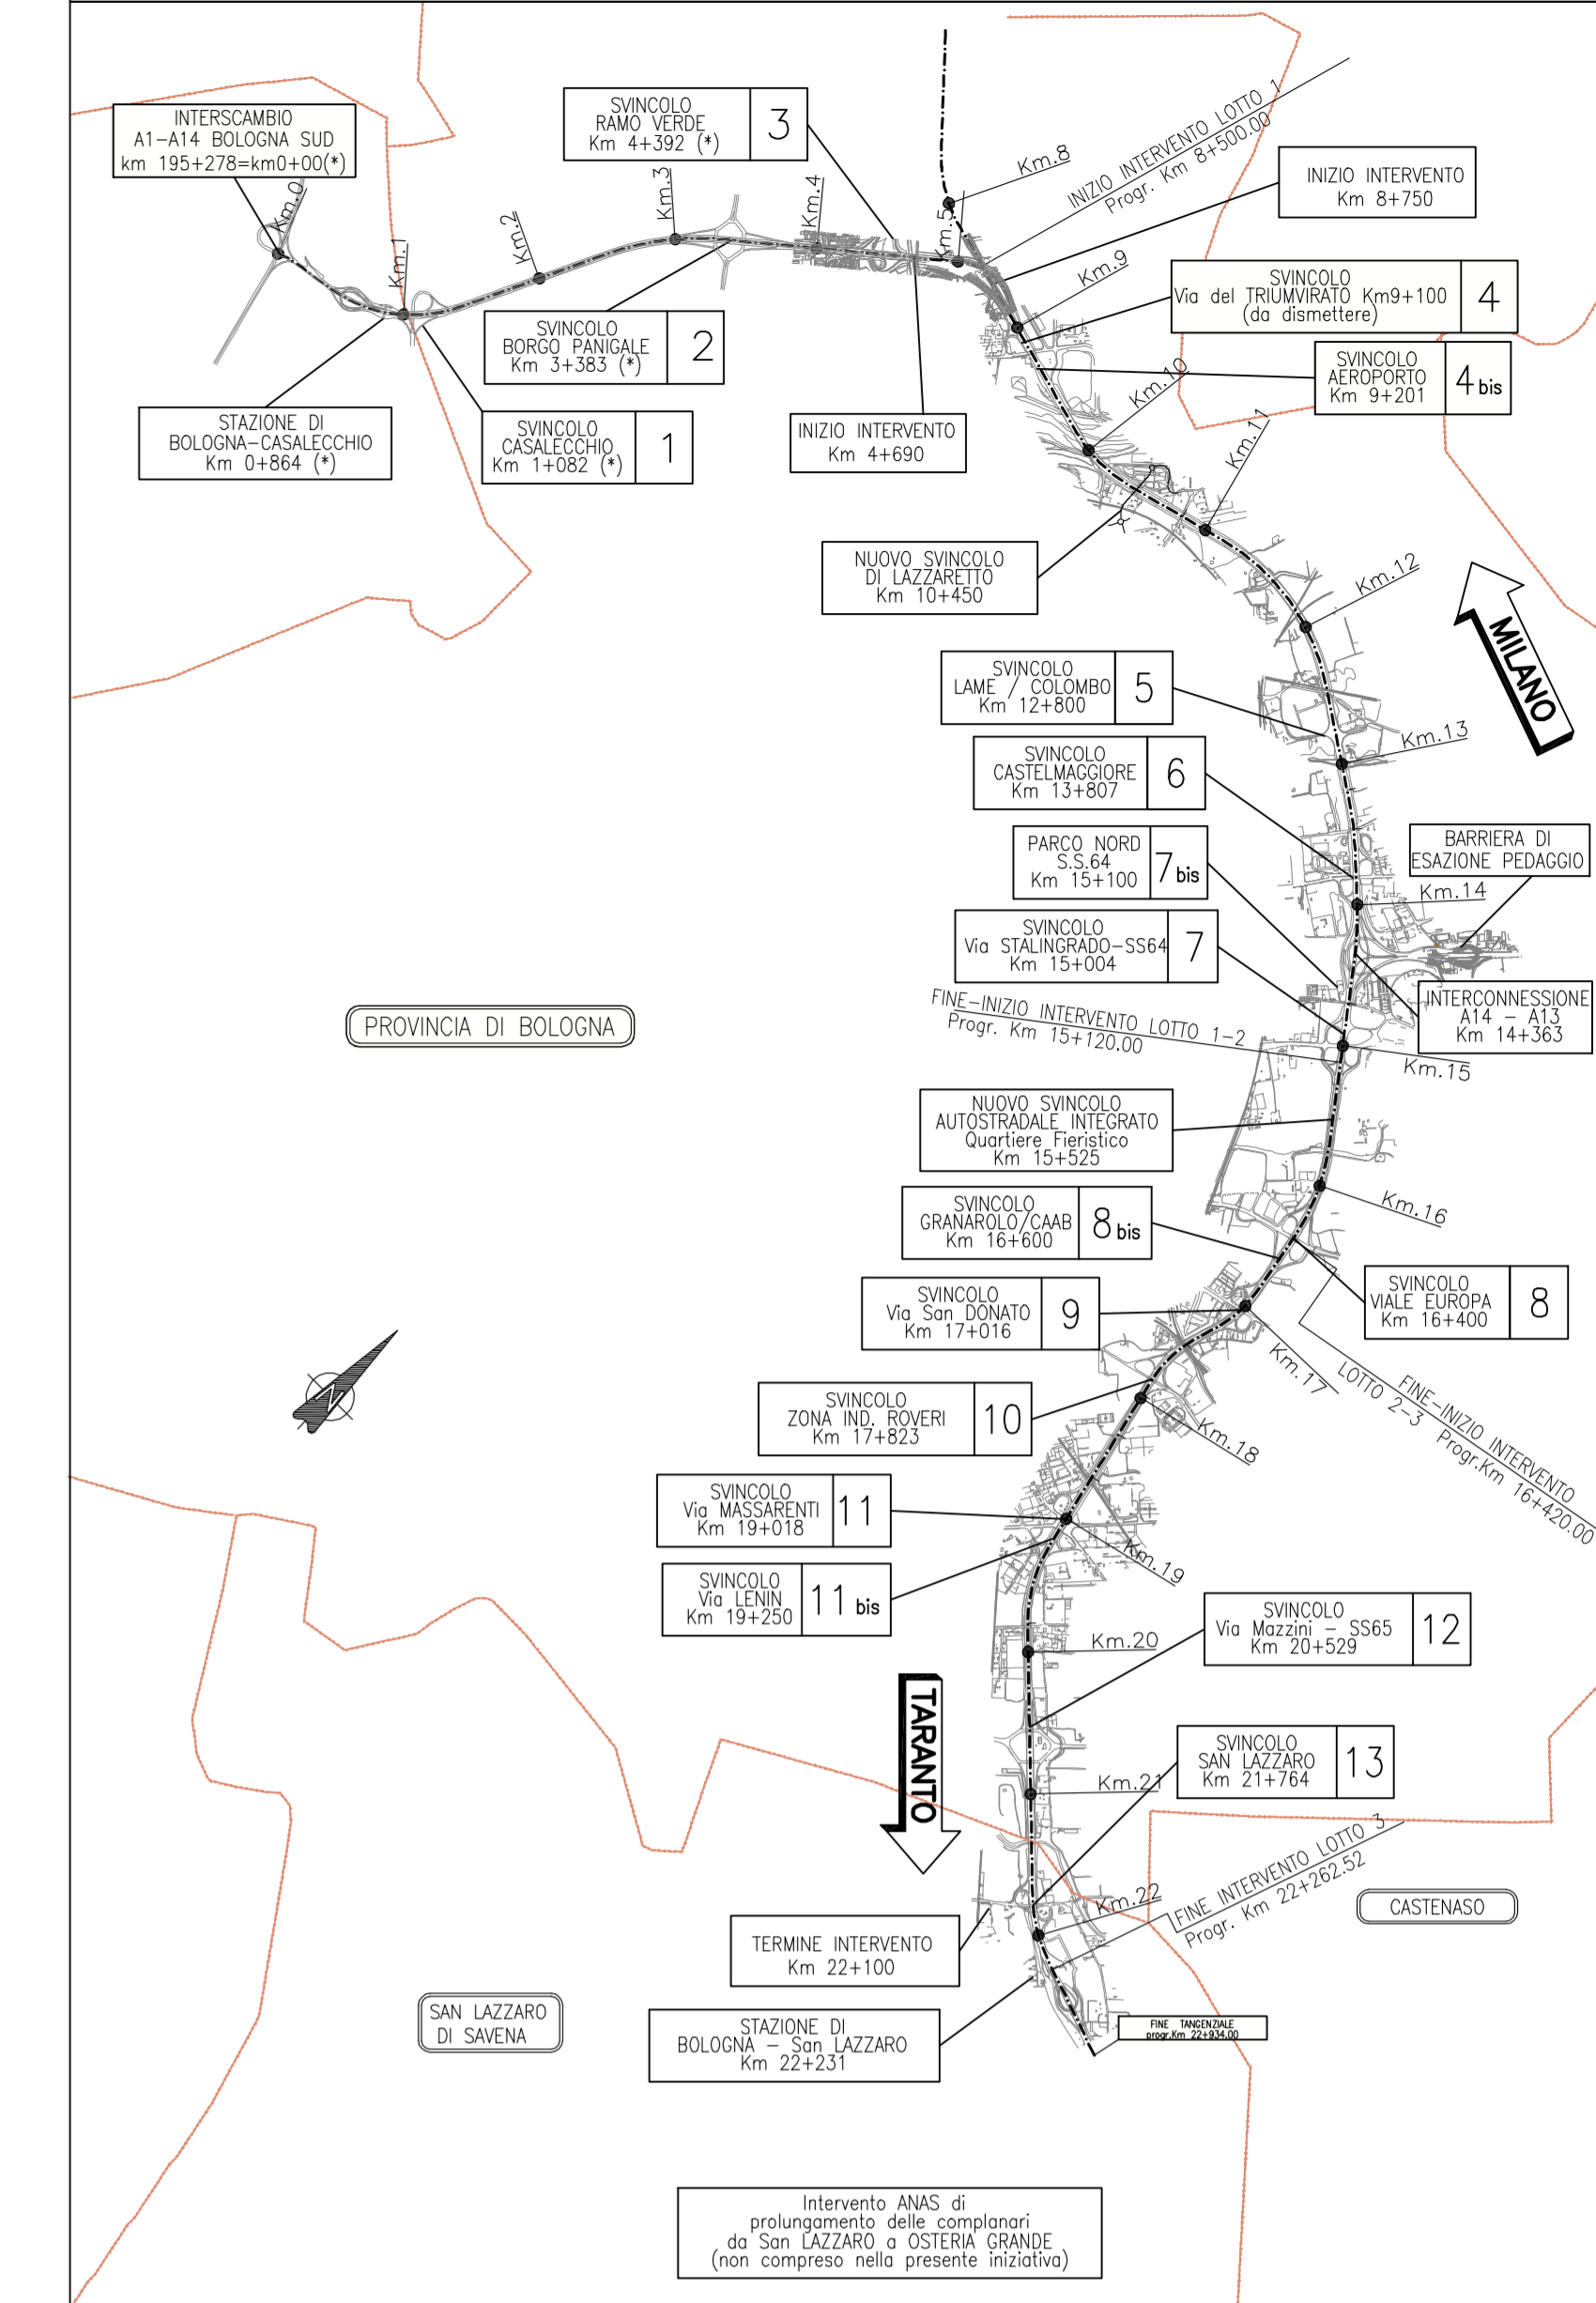 INTERSCAMBIO
A1-A14 BOLOGNA SUD
km 195+278=km0+00(*)
SVINCOLO
RAMO VERDE
Km 4+392 (*)
3
INIZIO INTERVENTO LOTTO 1
Progr. Km 8+500.00
Km.8
INIZIO INTERVENTO
Km 8+750
Km.0
Km.1
Km.2
Km.3
Km.4
Km.5
Km.9
SVINCOLO
Via del TRIUMVIRATO Km9+100
(da dismettere)
4
SVINCOLO
BORGO PANIGALE
Km 3+383 (*)
2
SVINCOLO
AEROPORTO
Km 9+201
4 bis
STAZIONE DI
BOLOGNA-CASALECCHIO
Km 0+864 (*)
SVINCOLO
CASALECCHIO
Km 1+082 (*)
1
INIZIO INTERVENTO
Km 4+690
Km.10
Km.11
NUOVO SVINCOLO
DI LAZZARETTO
Km 10+450
Km.12
MILANO
SVINCOLO
LAME / COLOMBO
Km 12+800
5
Km.13
SVINCOLO
CASTELMAGGIORE
Km 13+807
6
PARCO NORD
S.S.64
Km 15+100
7 bis
BARRIERA DI
ESAZIONE PEDAGGIO
Km.14
SVINCOLO
Via STALINGRADO-SS64
Km 15+004
7
INTERCONNESSIONE
A14 - A13
Km 14+363
FINE-INIZIO INTERVENTO LOTTO 1-2
Progr. Km 15+120.00
PROVINCIA DI BOLOGNA
Km.15
NUOVO SVINCOLO
AUTOSTRADALE INTEGRATO
Quartiere Fieristico
Km 15+525
Km.16
SVINCOLO
GRANAROLO/CAAB
Km 16+600
8 bis
SVINCOLO
VIALE EUROPA
Km 16+400
8
SVINCOLO
Via San DONATO
Km 17+016
9
Km.17
FINE-INIZIO INTERVENTO
LOTTO 2-3 Progr.Km 16+420.00
N
SVINCOLO
ZONA IND. ROVERI
Km 17+823
10
Km.18
SVINCOLO
Via MASSARENTI
Km 19+018
11
Km.19
SVINCOLO
Via LENIN
Km 19+250
11 bis
SVINCOLO
Via Mazzini - SS65
Km 20+529
12
Km.20
TARANTO
SVINCOLO
SAN LAZZARO
Km 21+764
13
Km.21
FINE INTERVENTO LOTTO 3
Progr. Km 22+262.52
Km.22
CASTENASO
TERMINE INTERVENTO
Km 22+100
SAN LAZZARO
DI SAVENA
STAZIONE DI
BOLOGNA - San LAZZARO
Km 22+231
FINE TANGENZIALE
progr.Km 22+934.00
Intervento ANAS di
prolungamento delle complanari
da San LAZZARO a OSTERIA GRANDE
(non compreso nella presente iniziativa)